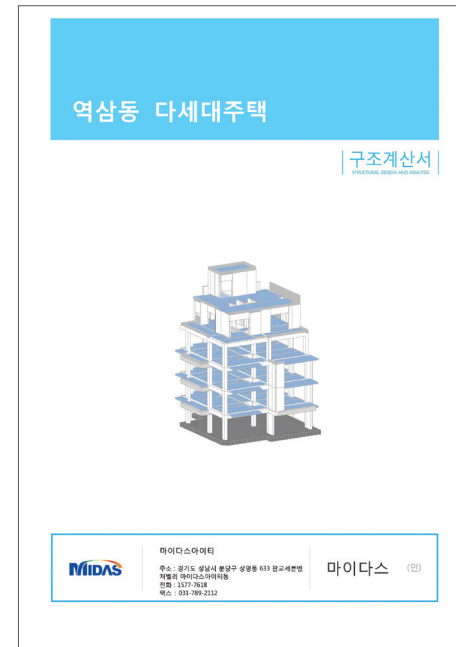 역삼동 다세대주택
구조계산서
STRUCTURAL DESIGN AND ANALYSIS
MIDAS
마이다스아이티
주소 : 경기도 성남시 분당구 삼평동 633 판교세븐벤
처밸리 마이다스아이티동
전화 : 1577-7618
팩스 : 031-789-2112
마이다스 (인)